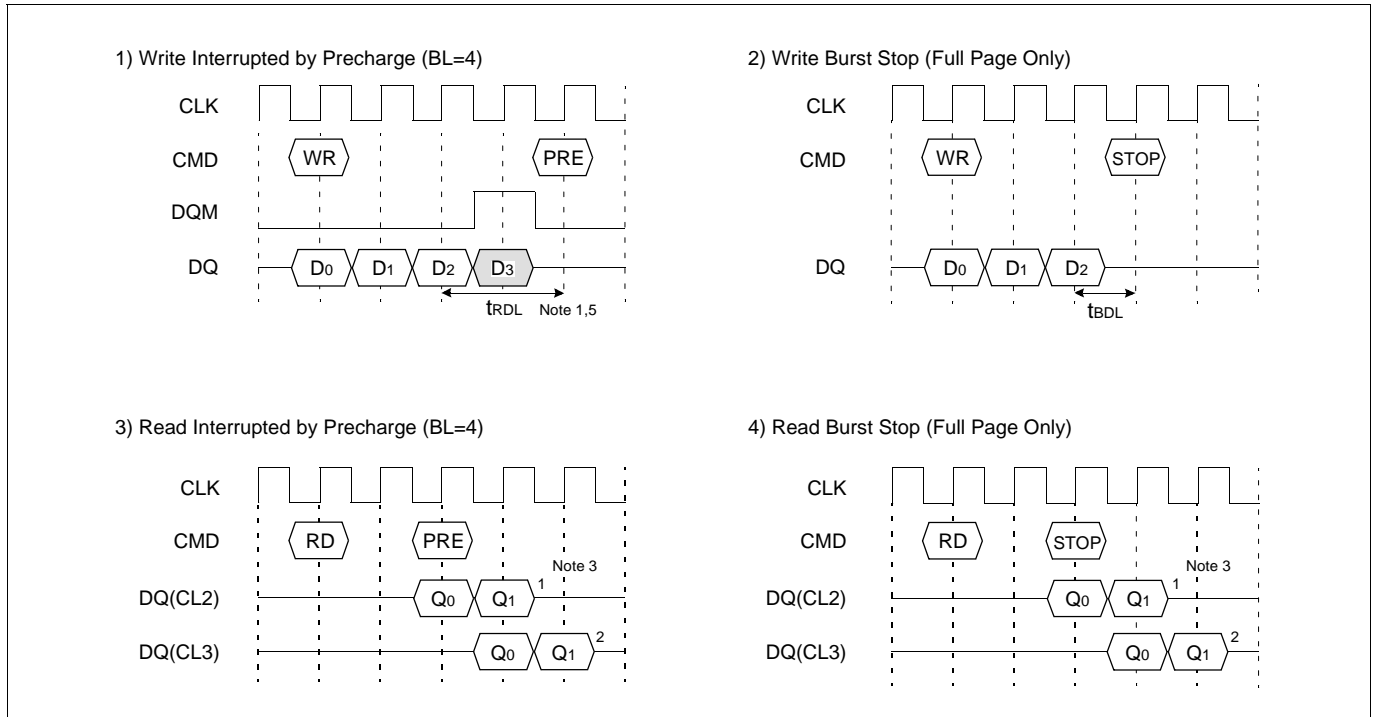 1) Write Interrupted by Precharge (BL=4)
CLK
CMD WR PRE
DQM
DQ D0 D1 D2 D3
tRDL Note 1,5
2) Write Burst Stop (Full Page Only)
CLK
CMD WR STOP
DQ D0 D1 D2
tBDL
3) Read Interrupted by Precharge (BL=4)
CLK
CMD RD PRE
Note 3
DQ(CL2) Q0 Q1 1
DQ(CL3) Q0 Q1 2
4) Read Burst Stop (Full Page Only)
CLK
CMD RD STOP
Note 3
DQ(CL2) Q0 Q1 1
DQ(CL3) Q0 Q1 2